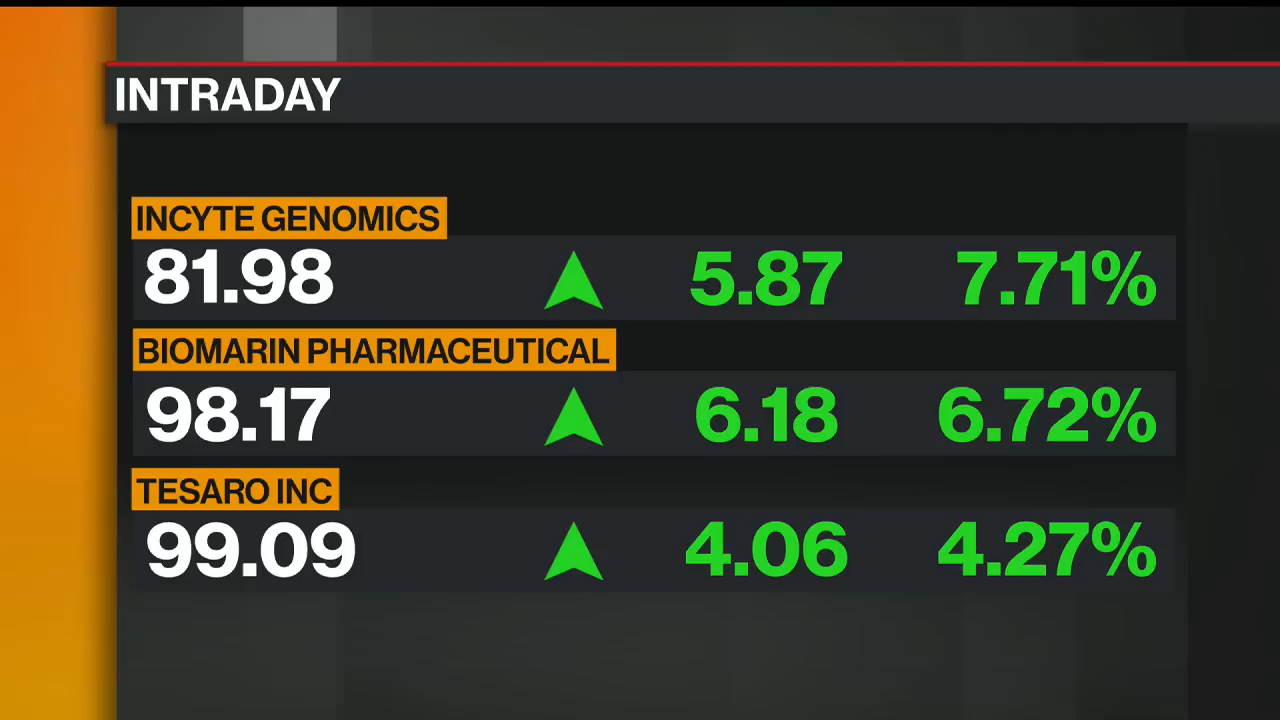 INTRADAY
INCYTE GENOMICS
81.98 5.87 7.71%
BIOMARIN PHARMACEUTICAL
98.17 6.18 6.72%
TESARO INC
99.09 4.06 4.27%